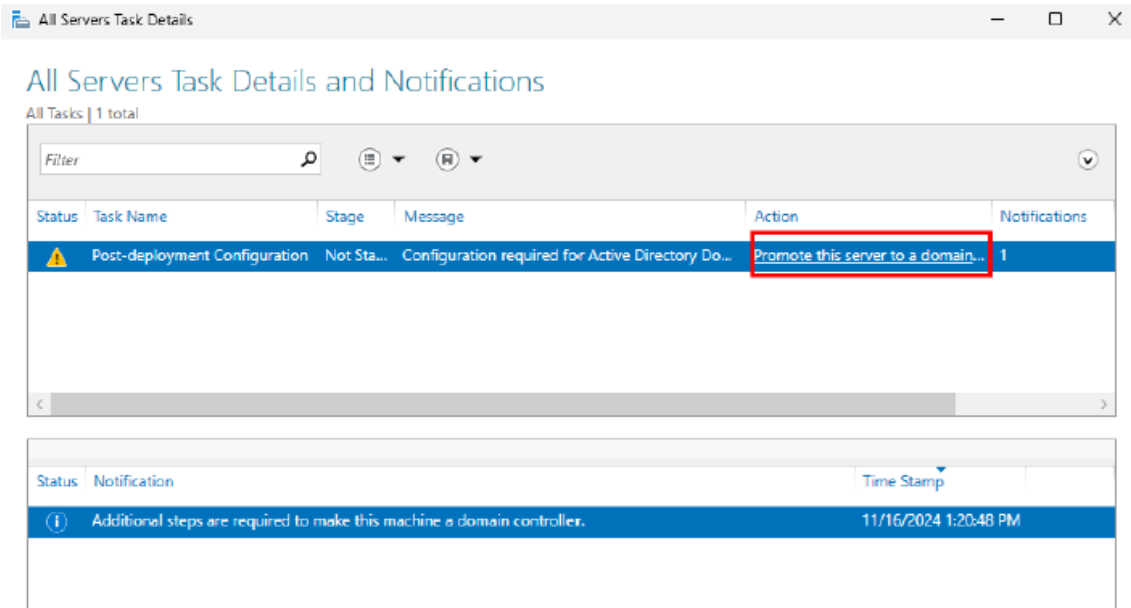 All Servers Task Details
All Servers Task Details and Notifications
All Tasks | 1 total
Filter
Status Task Name Stage Message Action Notifications
Post-deployment Configuration Not Sta... Configuration required for Active Directory Do... Promote this server to a domain... 1
Status Notification Time Stamp
Additional steps are required to make this machine a domain controller. 11/16/2024 1:20:48 PM